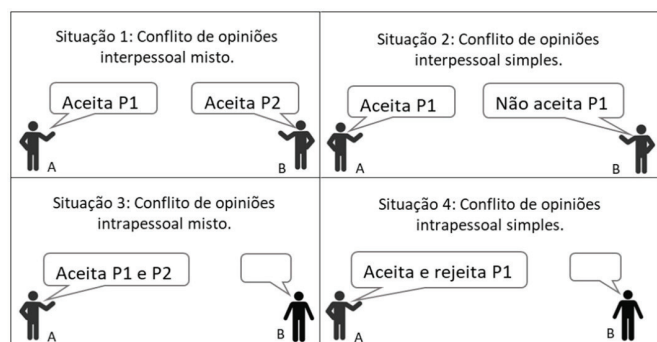 Situação 1: Conflito de opiniões
interpessoal misto.
Aceita P1
Aceita P2
A
B
Situação 2: Conflito de opiniões
interpessoal simples.
Aceita P1
Não aceita P1
A
B
Situação 3: Conflito de opiniões
intrapessoal misto.
Aceita P1 e P2
A
B
Situação 4: Conflito de opiniões
intrapessoal simples.
Aceita e rejeita P1
A
B